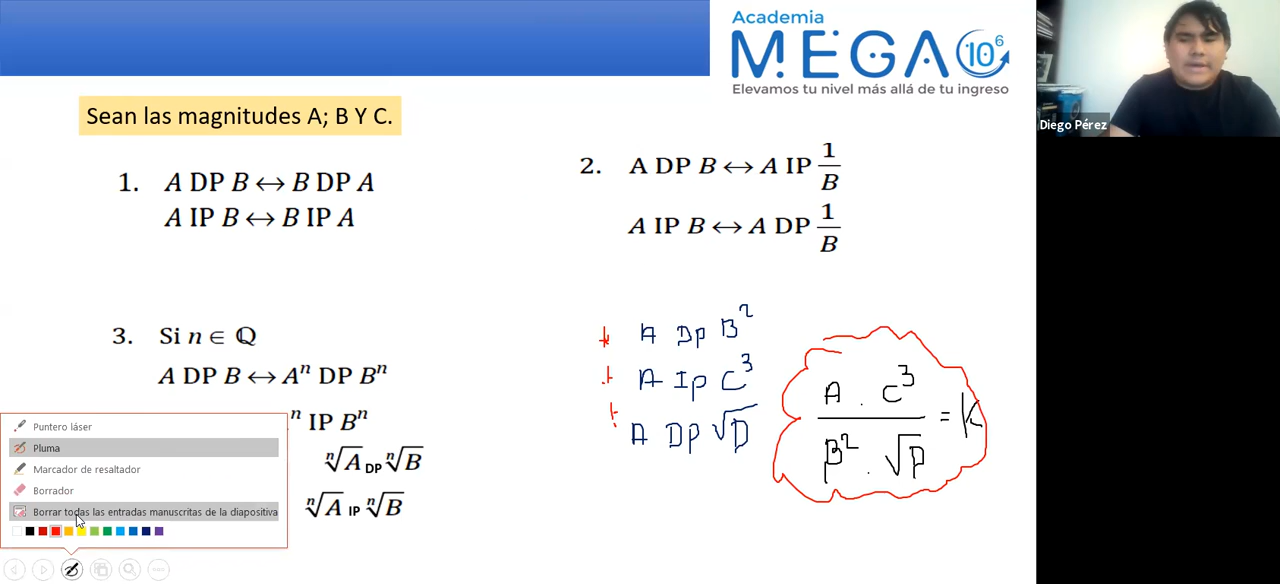 Academia
MEGA 10⁶
Elevamos tu nivel más allá de tu ingreso
Diego Pérez
Sean las magnitudes A; B Y C.
1. A DP B ↔ B DP A
A IP B ↔ B IP A
2. A DP B ↔ A IP 1/B
A IP B ↔ A DP 1/B
3. Si n ∈ ℚ
A DP B ↔ Aⁿ DP Bⁿ
ⁿ IP Bⁿ
ⁿ√A DP ⁿ√B
ⁿ√A IP ⁿ√B
* A DP B²
* A IP C³
* A DP √D
A . C³ / B² . √D = K
Puntero láser
Pluma
Marcador de resaltador
Borrador
Borrar todas las entradas manuscritas de la diapositiva